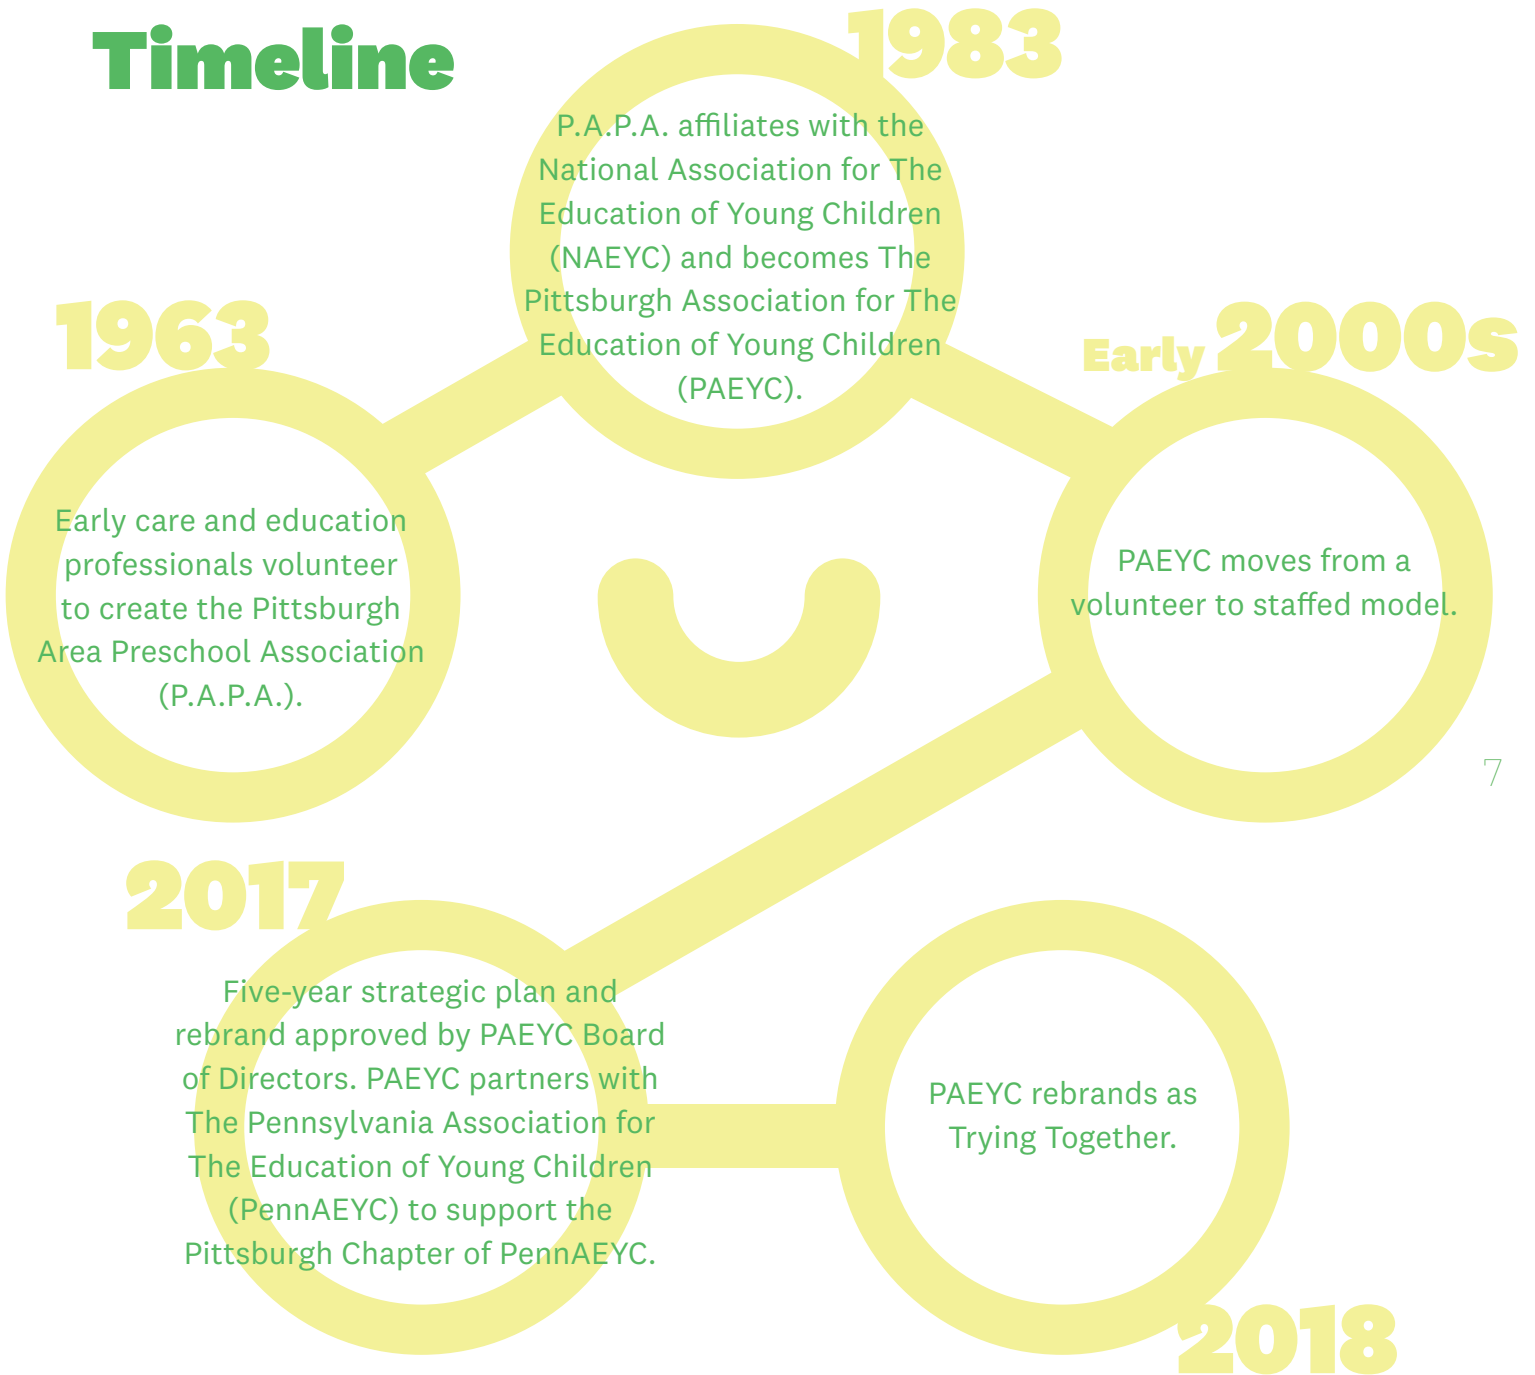 Timeline
1963
Early care and education
professionals volunteer
to create the Pittsburgh
Area Preschool Association
(P.A.P.A.).
1983
P.A.P.A. affiliates with the
National Association for The
Education of Young Children
(NAEYC) and becomes The
Pittsburgh Association for The
Education of Young Children
(PAEYC).
Early 2000s
PAEYC moves from a
volunteer to staffed model.
7
2017
Five-year strategic plan and
rebrand approved by PAEYC Board
of Directors. PAEYC partners with
The Pennsylvania Association for
The Education of Young Children
(PennAEYC) to support the
Pittsburgh Chapter of PennAEYC.
PAEYC rebrands as
Trying Together.
2018